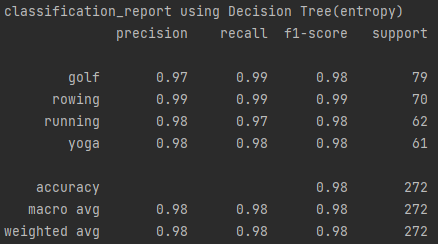 classification_report using Decision Tree(entropy)
precision recall f1-score support
golf 0.97 0.99 0.98 79
rowing 0.99 0.99 0.99 70
running 0.98 0.97 0.98 62
yoga 0.98 0.98 0.98 61
accuracy 0.98 272
macro avg 0.98 0.98 0.98 272
weighted avg 0.98 0.98 0.98 272